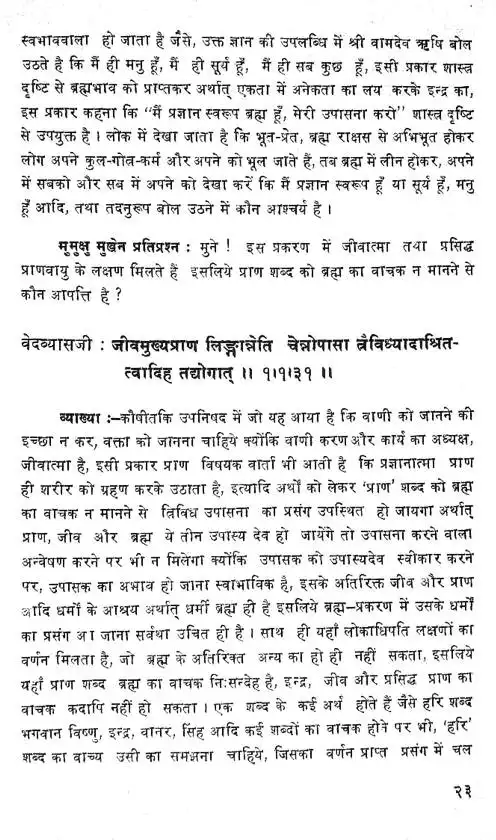 स्वभाववाला हो जाता है जैसे, उक्त ज्ञान की उपलब्धि में श्री वामदेव ऋषि बोल
उठते है कि मैं ही मनु हूँ, मैं ही सूर्य हूँ, मैं ही सब कुछ हूँ, इसी प्रकार शास्त्र
दृष्टि से ब्रह्मभाव को प्राप्तकर अर्थात् एकता में अनेकता का लय करके इन्द्र का,
इस प्रकार कहना कि “मैं प्रज्ञान स्वरूप ब्रह्म हूँ, मेरी उपासना करो” शास्त्र दृष्टि
से उपयुक्त है। लोक में देखा जाता है कि भूत-प्रेत, ब्रह्म राक्षस से अभिभूत होकर
लोग अपने कुल-गोत्र-कर्म और अपने को भूल जाते हैं, तब ब्रह्म में लीन होकर, अपने
में सबको और सब में अपने को देखा करें कि मैं प्रज्ञान स्वरूप हूँ या सूर्य हूँ, मनु
हूँ आदि, तथा तदनुरूप बोल उठने में कौन आश्चर्य है।
मुमुक्षु मुखेन प्रतिप्रश्न : मुने ! इस प्रकरण में जीवात्मा तथा प्रसिद्ध
प्राणवायु के लक्षण मिलते हैं इसलिये प्राण शब्द को ब्रह्म का वाचक न मानने से
कौन आपत्ति है ?
वेदव्यासजी : जीवमुख्यप्राण लिङ्गान्नेति चेन्नोपासा त्रैविध्यादाश्रित-
त्वादिह तद्योगात् ॥ १।१।३१ ॥
व्याख्या :–कौषीतकि उपनिषद में जो यह आया है कि वाणी को जानने की
इच्छा न कर, वक्ता को जानना चाहिये क्योंकि वाणी करण और कार्य का अध्यक्ष,
जीवात्मा है, इसी प्रकार प्राण विषयक वार्ता भी आती है कि प्रज्ञानात्मा प्राण
ही शरीर को ग्रहण करके उठाता है, इत्यादि अर्थों को लेकर ‘प्राण’ शब्द को ब्रह्म
का वाचक न मानने से त्रिविध उपासना का प्रसंग उपस्थित हो जायगा अर्थात्
प्राण, जीव और ब्रह्म ये तीन उपास्य देव हो जायेंगे तो उपासना करने वाला
अन्वेषण करने पर भी न मिलेगा क्योंकि उपासक को उपास्यदेव स्वीकार करने
पर, उपासक का अभाव हो जाना स्वाभाविक है, इसके अतिरिक्त जीव और प्राण
आदि धर्मों के आश्रय अर्थात् धर्मी ब्रह्म ही है इसलिये ब्रह्म-प्रकरण में उसके धर्मों
का प्रसंग आ जाना सर्वथा उचित ही है। साथ ही यहाँ लोकाधिपति लक्षणों का
वर्णन मिलता है, जो ब्रह्म के अतिरिक्त अन्य का हो ही नहीं सकता, इसलिये
यहाँ प्राण शब्द ब्रह्म का वाचक नि:सन्देह है, इन्द्र, जीव और प्रसिद्ध प्राण का
वाचक कदापि नहीं हो सकता। एक शब्द के कई अर्थ होते हैं जैसे हरि शब्द
भगवान विष्णु, इन्द्र, वानर, सिंह आदि कई शब्दों का वाचक होने पर भी, ‘हरि’
शब्द का वाच्य उसी का समझना चाहिये, जिसका वर्णन प्राप्त प्रसंग में चल
२३